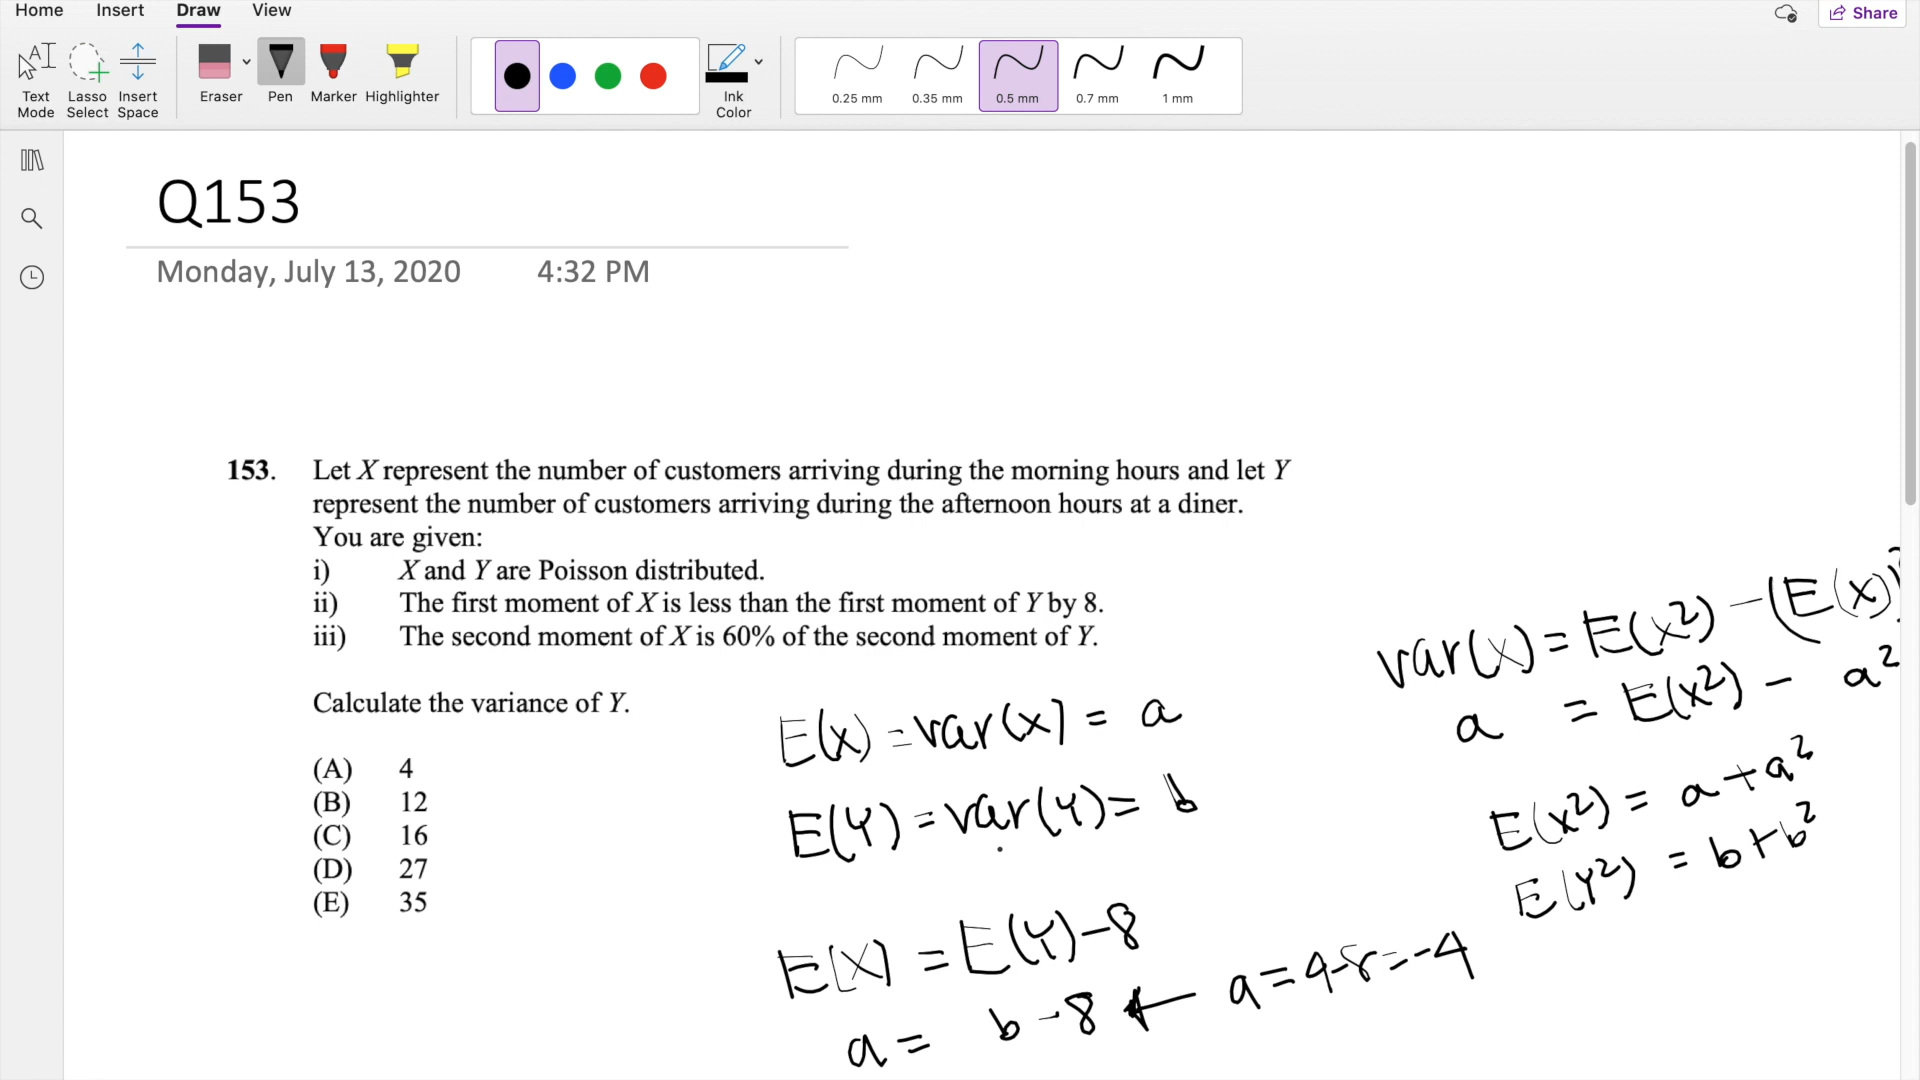 Home Insert Draw View
Share
Text Mode
Lasso Select
Insert Space
Eraser
Pen
Marker
Highlighter
Ink Color
0.25 mm
0.35 mm
0.5 mm
0.7 mm
1 mm
Q153
Monday, July 13, 2020 4:32 PM
153. Let X represent the number of customers arriving during the morning hours and let Y
represent the number of customers arriving during the afternoon hours at a diner.
You are given:
i) X and Y are Poisson distributed.
ii) The first moment of X is less than the first moment of Y by 8.
iii) The second moment of X is 60% of the second moment of Y.
Calculate the variance of Y.
(A) 4
(B) 12
(C) 16
(D) 27
(E) 35
E(X) = var(X) = a
E(Y) = var(Y) = b
E(X) = E(Y) - 8
a = b - 8 ← a = 4 - 8 = -4
var(X) = E(X²) - (E(X))²
a = E(X²) - a²
E(X²) = a + a²
E(Y²) = b + b²